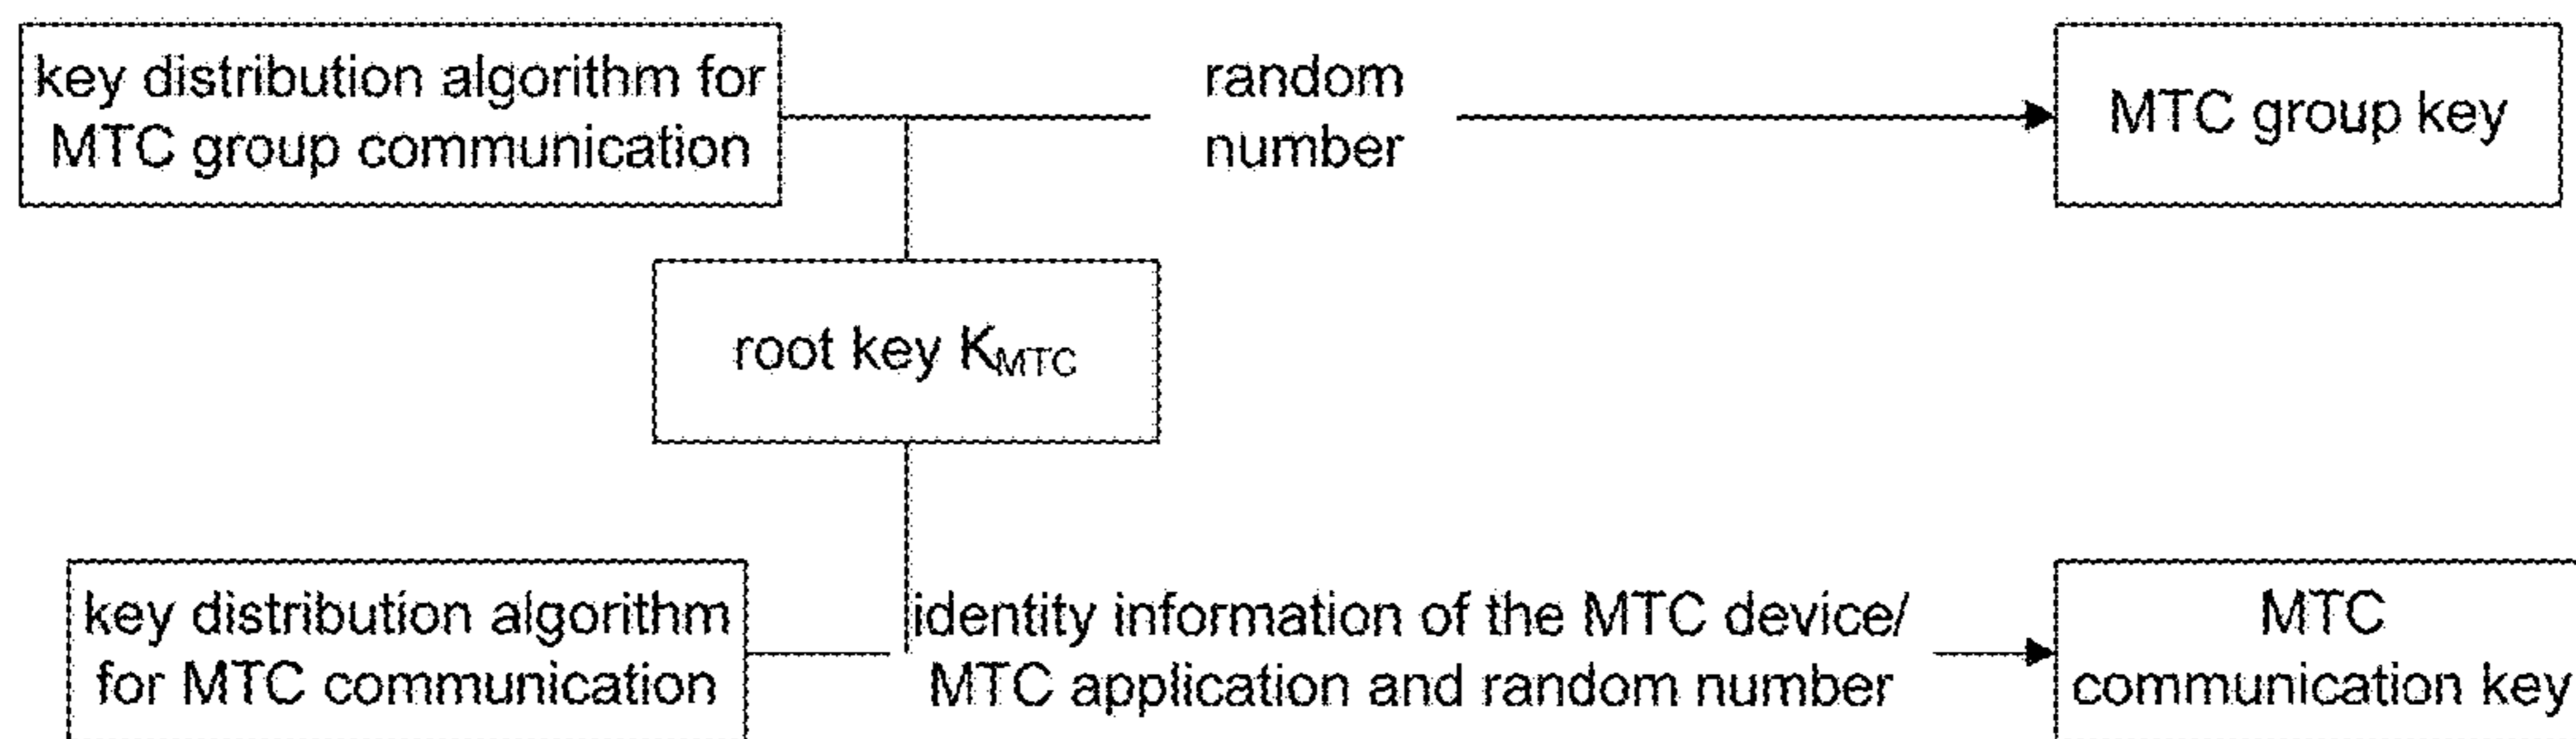 key distribution algorithm for
MTC group communication
random
number
MTC group key
root key KMTC
key distribution algorithm
for MTC communication
identity information of the MTC device/
MTC application and random number
MTC
communication key